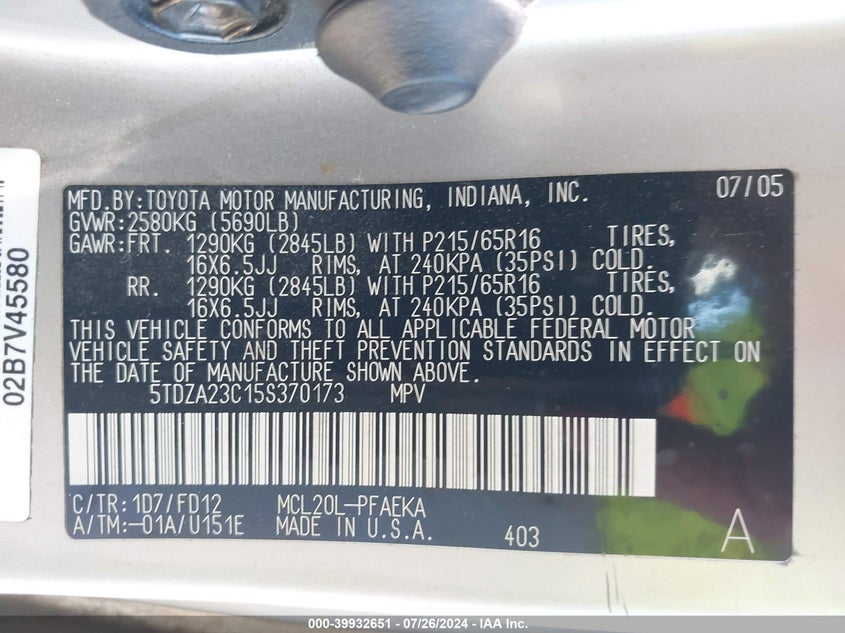 MFD.BY:TOYOTA MOTOR MANUFACTURING, INDIANA, INC. 07/05
GVWR:2580KG (5690LB)
GAWR:FRT. 1290KG (2845LB) WITH P215/65R16 TIRES,
16X6.5JJ RIMS, AT 240KPA (35PSI) COLD.
RR. 1290KG (2845LB) WITH P215/65R16 TIRES,
16X6.5JJ RIMS, AT 240KPA (35PSI) COLD.
THIS VEHICLE CONFORMS TO ALL APPLICABLE FEDERAL MOTOR
VEHICLE SAFETY AND THEFT PREVENTION STANDARDS IN EFFECT ON
THE DATE OF MANUFACTURE SHOWN ABOVE.
5TDZA23C15S370173 MPV
C/TR:1D7/FD12 MCL20L-PFAEKA
A/TM:-01A/U151E MADE IN U.S.A. 403 A
02B7V45580
000-39932651 - 07/26/2024 - IAA Inc.